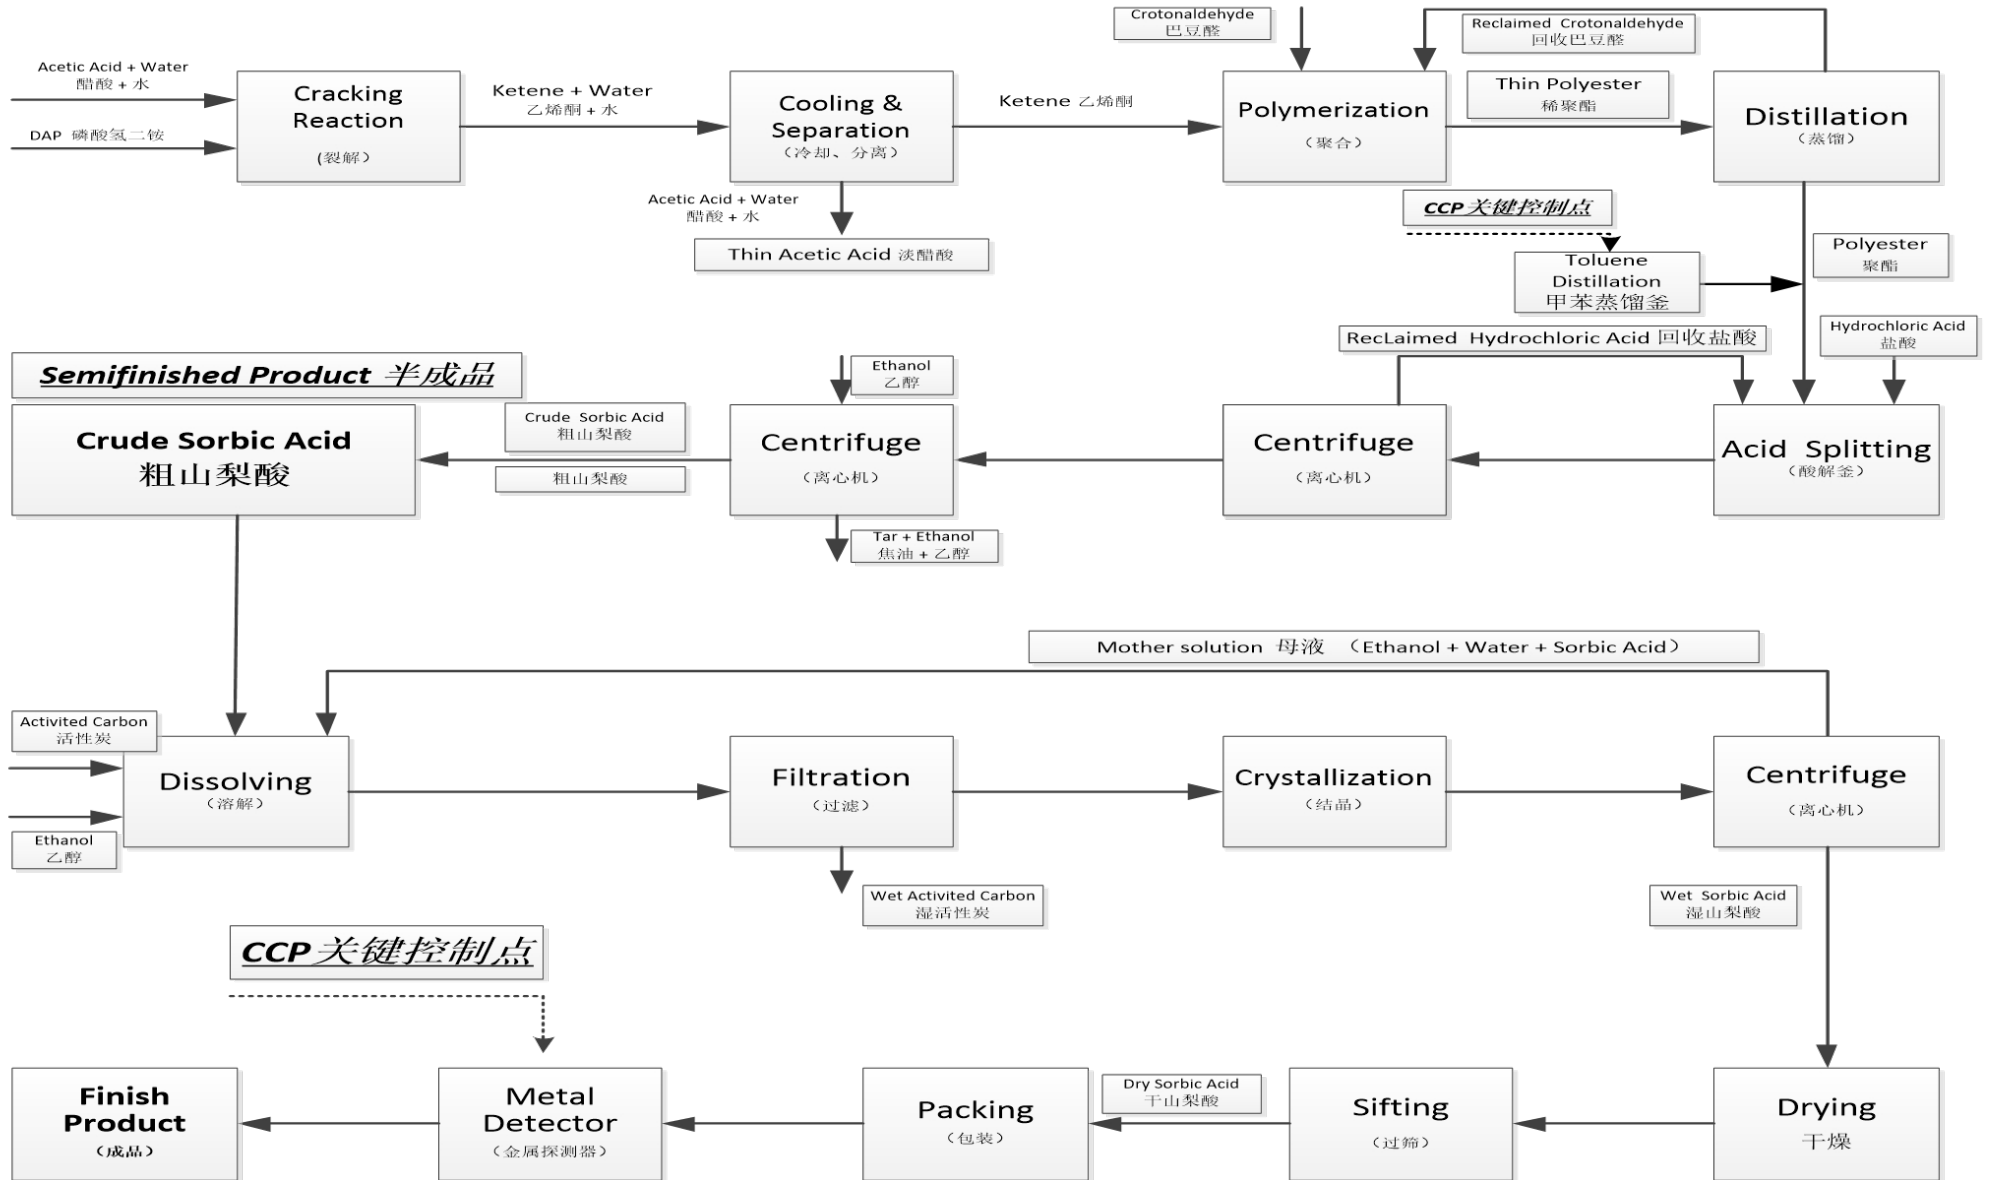 Crotonaldehyde
巴豆醛
Reclaimed Crotonaldehyde
回收巴豆醛
Acetic Acid + Water
醋酸 + 水
DAP 磷酸氢二铵
Cracking
Reaction
(裂解）
Ketene + Water
乙烯酮 + 水
Cooling &
Separation
（冷却、分离）
Ketene 乙烯酮
Polymerization
（聚合）
Thin Polyester
稀聚酯
Distillation
（蒸馏）
Acetic Acid + Water
醋酸 + 水
Thin Acetic Acid 淡醋酸
CCP关键控制点
Toluene
Distillation
甲苯蒸馏釜
Polyester
聚酯
RecLaimed Hydrochloric Acid 回收盐酸
Hydrochloric Acid
盐酸
Semifinished Product 半成品
Ethanol
乙醇
Crude Sorbic Acid
粗山梨酸
Crude Sorbic Acid
粗山梨酸
粗山梨酸
Centrifuge
（离心机）
Centrifuge
（离心机）
Acid Splitting
（酸解釜）
Tar + Ethanol
焦油 + 乙醇
Mother solution 母液 （Ethanol + Water + Sorbic Acid）
Activited Carbon
活性炭
Ethanol
乙醇
Dissolving
（溶解）
Filtration
（过滤）
Crystallization
（结晶）
Centrifuge
（离心机）
Wet Activited Carbon
湿活性炭
Wet Sorbic Acid
湿山梨酸
CCP关键控制点
Finish
Product
（成品）
Metal
Detector
（金属探测器）
Packing
（包装）
Dry Sorbic Acid
干山梨酸
Sifting
（过筛）
Drying
干燥